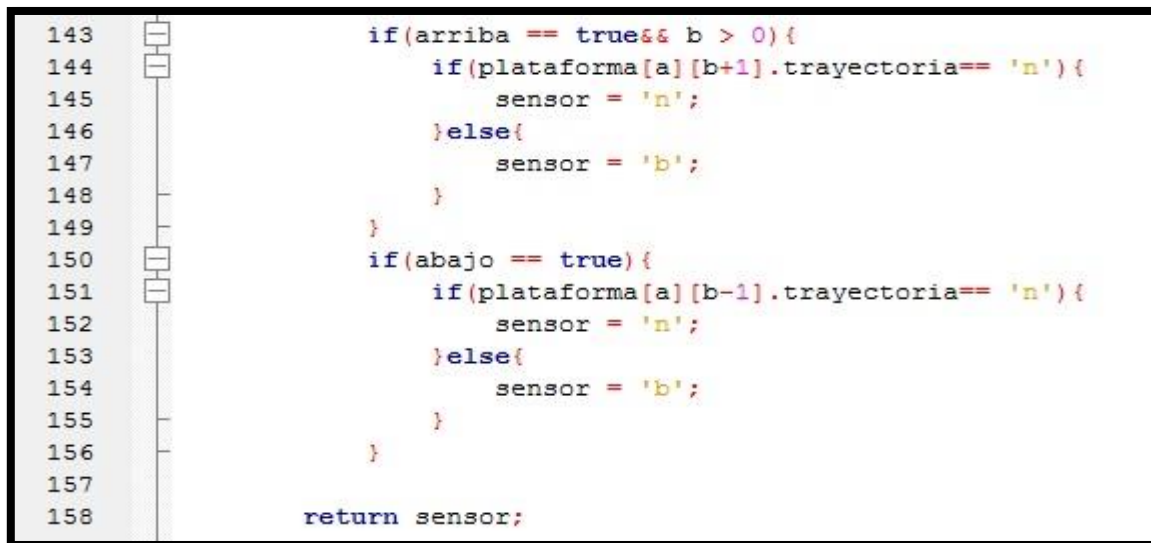 143 if(arriba == true&& b > 0){
144 if(plataforma[a][b+1].trayectoria== 'n'){
145 sensor = 'n';
146 }else{
147 sensor = 'b';
148 }
149 }
150 if(abajo == true){
151 if(plataforma[a][b-1].trayectoria== 'n'){
152 sensor = 'n';
153 }else{
154 sensor = 'b';
155 }
156 }
157
158 return sensor;